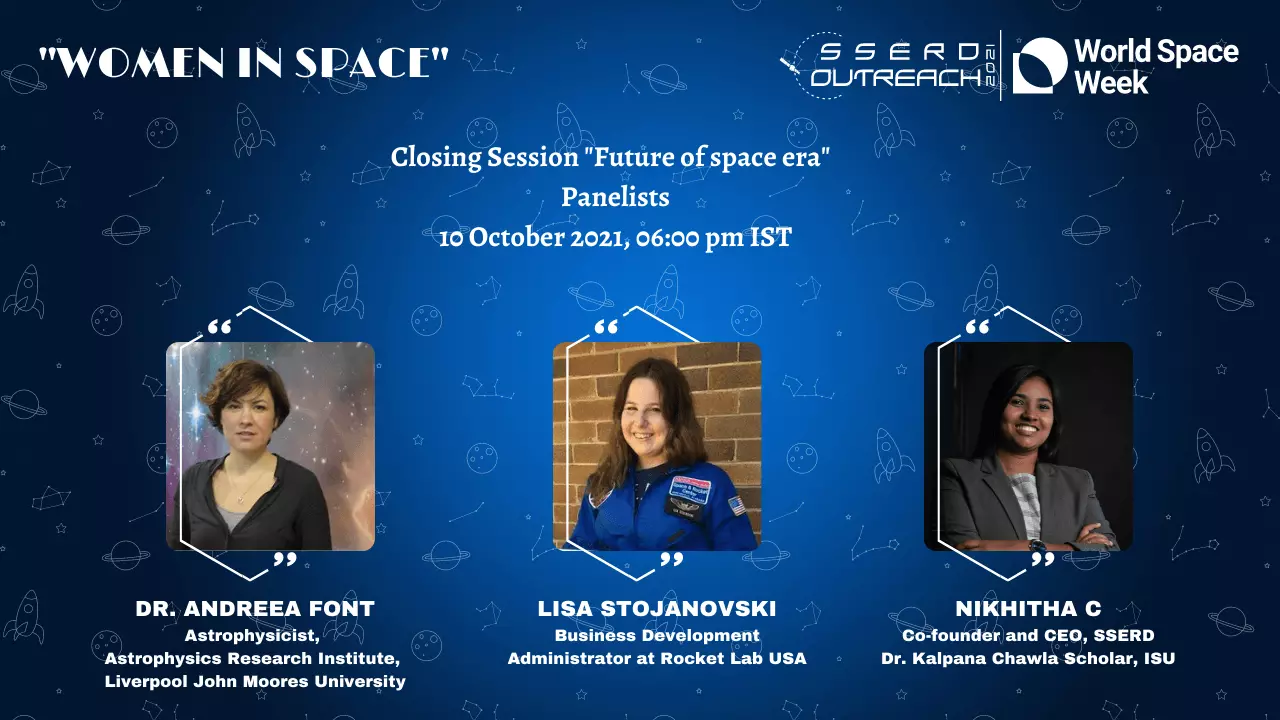 "WOMEN IN SPACE"
SSERD
OUTREACH
2021
World Space
Week
Closing Session "Future of space era"
Panelists
10 October 2021, 06:00 pm IST
DR. ANDREEA FONT
Astrophysicist,
Astrophysics Research Institute,
Liverpool John Moores University
LISA STOJANOVSKI
Business Development
Administrator at Rocket Lab USA
NIKHITHA C
Co-founder and CEO, SSERD
Dr. Kalpana Chawla Scholar, ISU